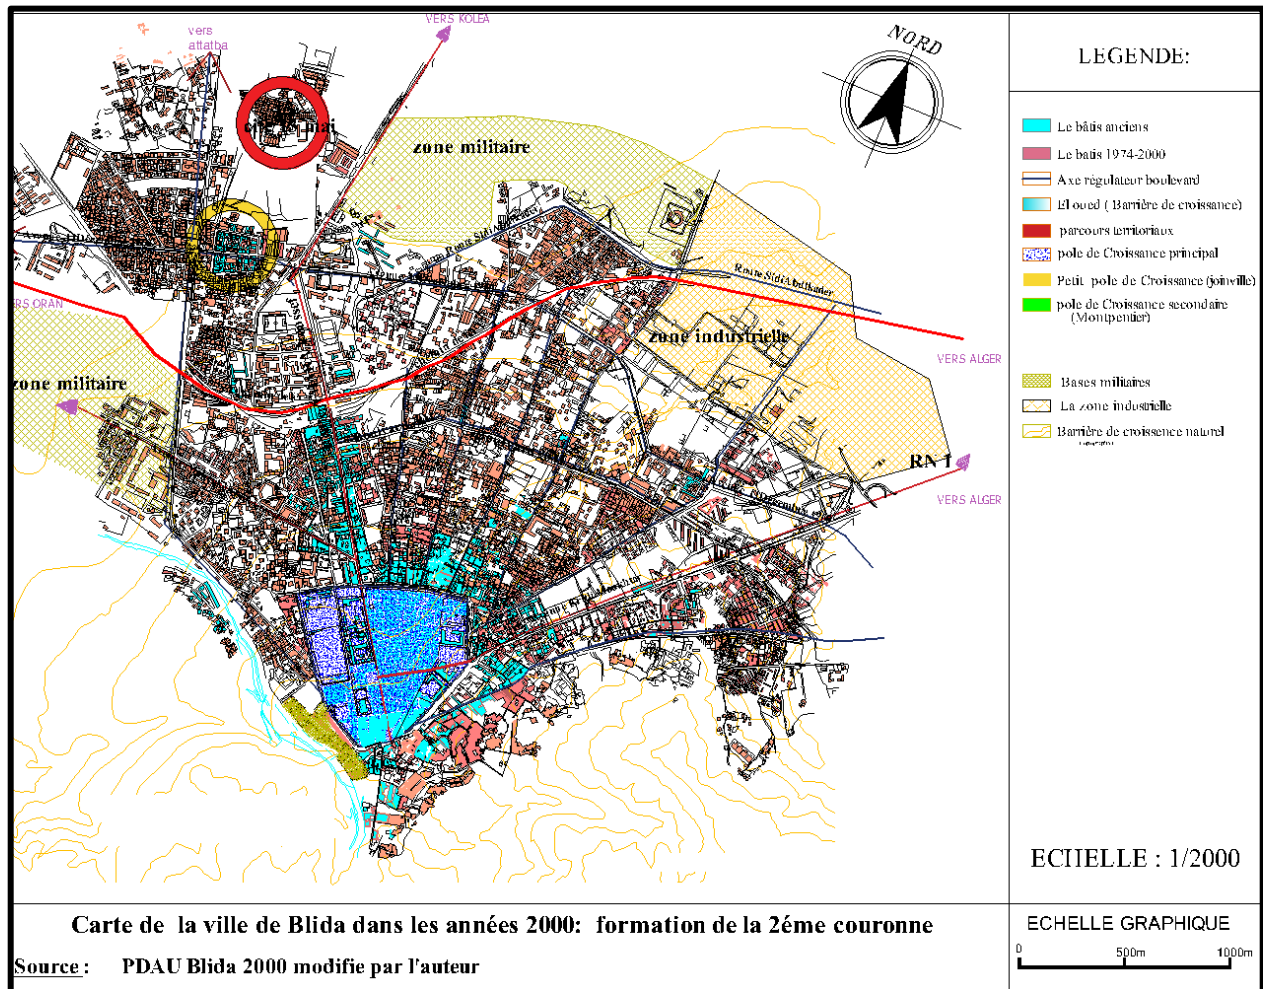 vers
attatba
VERS KOLEA
NORD
zone militaire
Route Sidi Abdlkader
VERS ORAN
zone industrielle
VERS ALGER
zone militaire
RN 1
VERS ALGER
LEGENDE:
Le bâtis anciens
Le batis 1974-2000
Axe régulateur boulevard
El oued ( Barrière de croissance)
parcours territoriaux
pole de Croissance principal
Petit pole de Croissance (joinville)
pole de Croissance secondaire
(Montpentier)
Bases militaires
La zone industrielle
Barrière de croissence naturel
ECHELLE : 1/2000
Carte de la ville de Blida dans les années 2000: formation de la 2éme couronne
Source : PDAU Blida 2000 modifie par l'auteur
ECHELLE GRAPHIQUE
0 500m 1000m